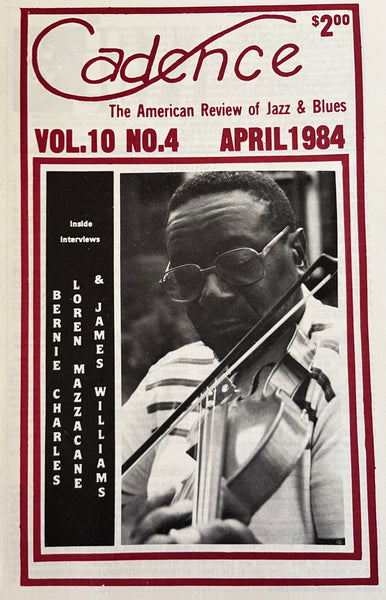 $2.00
Cadence
The American Review of Jazz & Blues
VOL.10 NO.4 APRIL 1984
Inside
Interviews
BERNIE CHARLES
LOREN MAZZACANE
& JAMES WILLIAMS